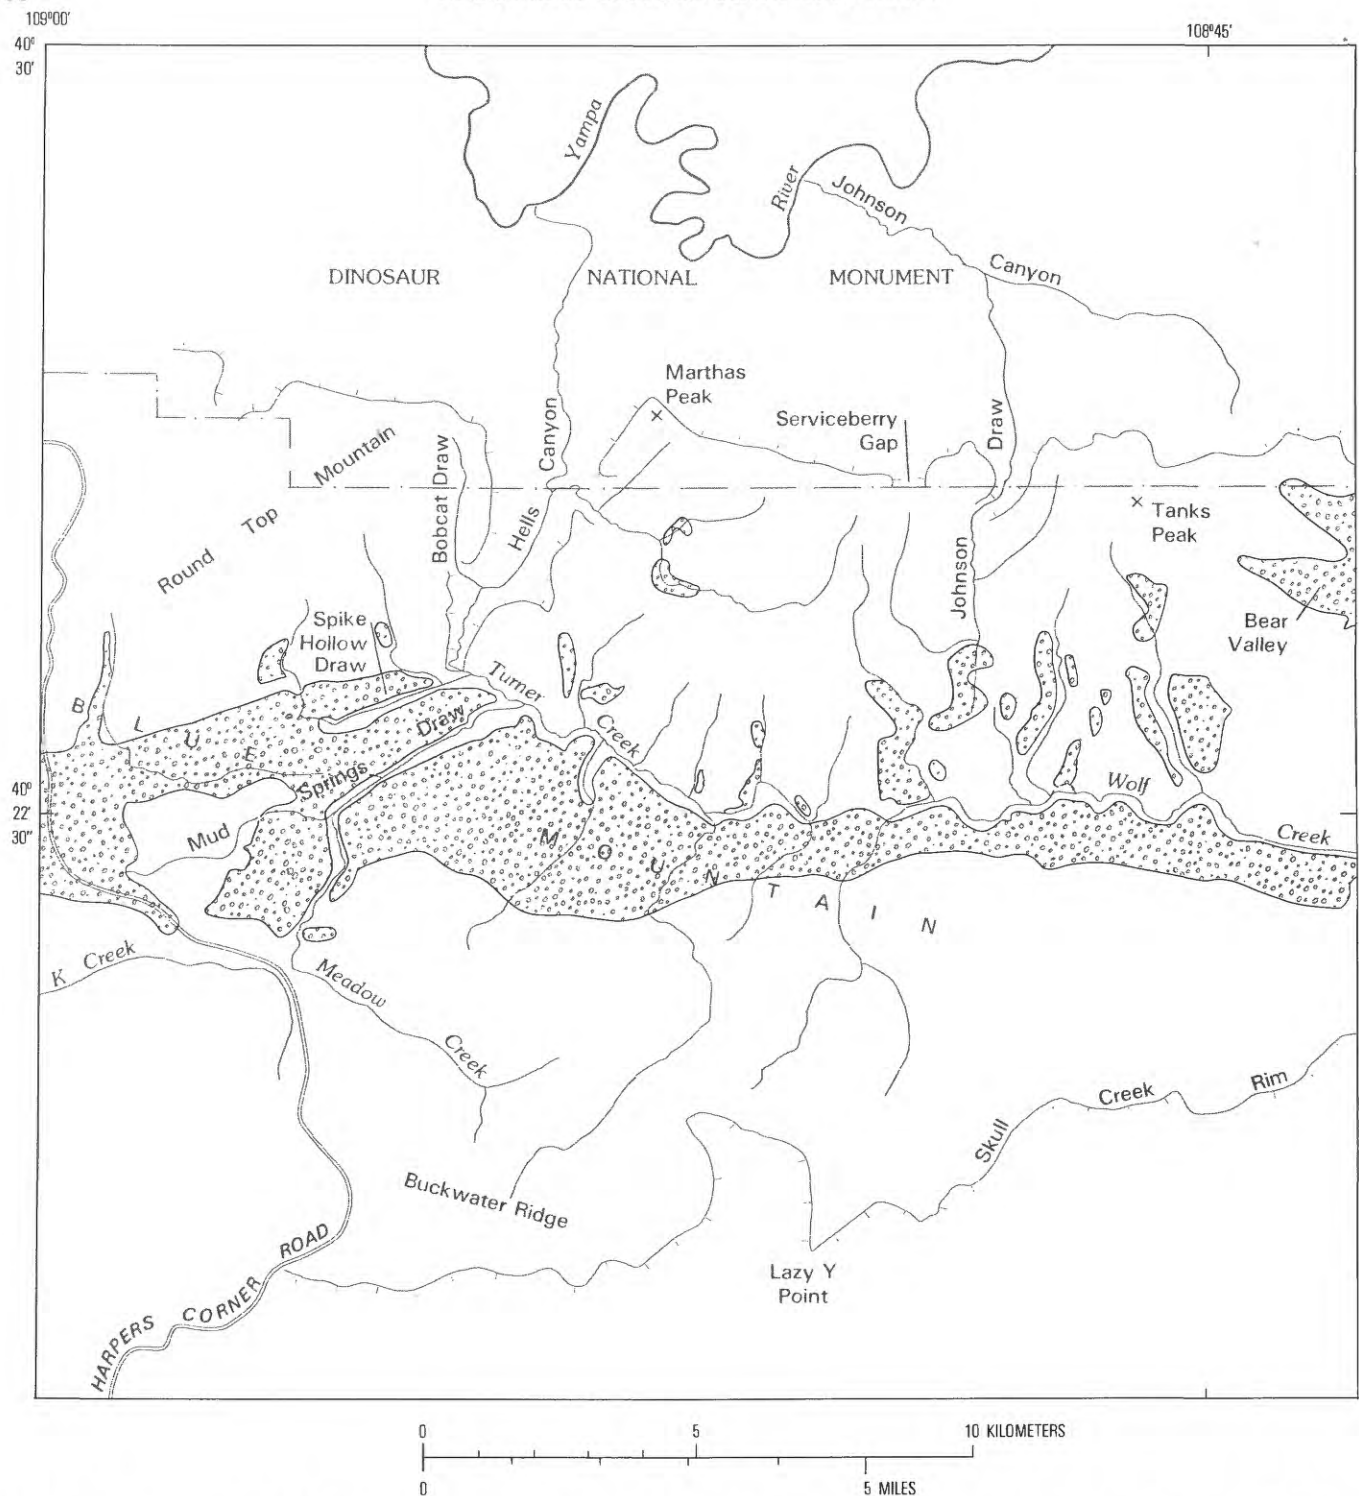 109°00'
108°45'
40°
30'
Yampa
River
Johnson
Canyon
DINOSAUR NATIONAL MONUMENT
Marthas
Peak
Serviceberry
Gap
Draw
Johnson
Canyon
Hells
Bobcat Draw
Round Top Mountain
Tanks
Peak
Bear
Valley
Spike
Hollow
Draw
Turner
Creek
BLUE
MOUNTAIN
Mud
Springs
Draw
Wolf
Creek
40°
22'
30"
K Creek
Meadow
Creek
Skull
Creek
Rim
Buckwater Ridge
Lazy Y
Point
HARPERS CORNER ROAD
0 5 10 KILOMETERS
0 5 MILES